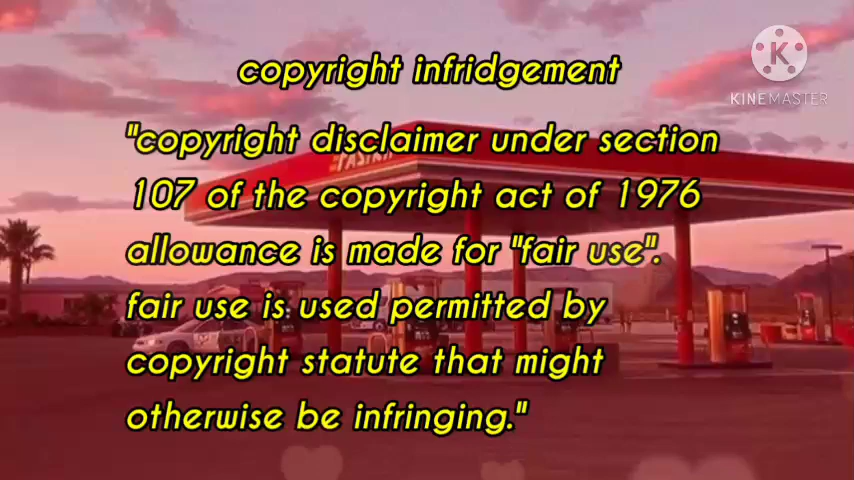 KINEMASTER
copyright infridgement
"copyright disclaimer under section
107 of the copyright act of 1976
allowance is made for "fair use".
fair use is used permitted by
copyright statute that might
otherwise be infringing."